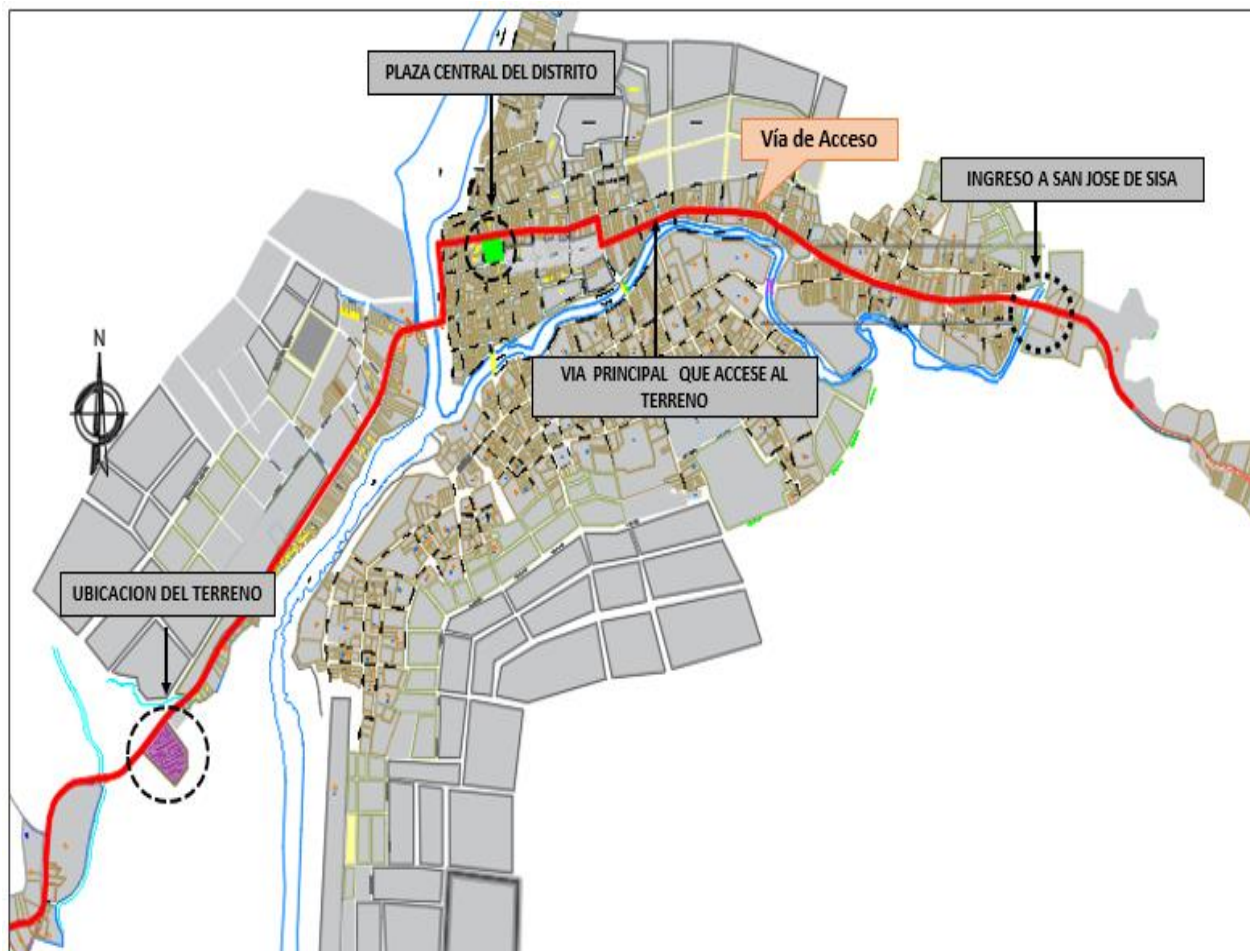 PLAZA CENTRAL DEL DISTRITO
Vía de Acceso
INGRESO A SAN JOSE DE SISA
N
VIA PRINCIPAL QUE ACCESE AL
TERRENO
UBICACION DEL TERRENO